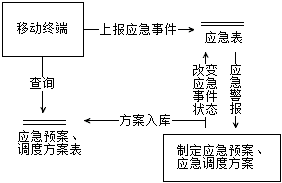 移动终端
上报应急事件
应急表
查询
改变
应急
事件
状态
应急警报
方案入库
应急预案、
调度方案表
制定应急预案、
应急调度方案